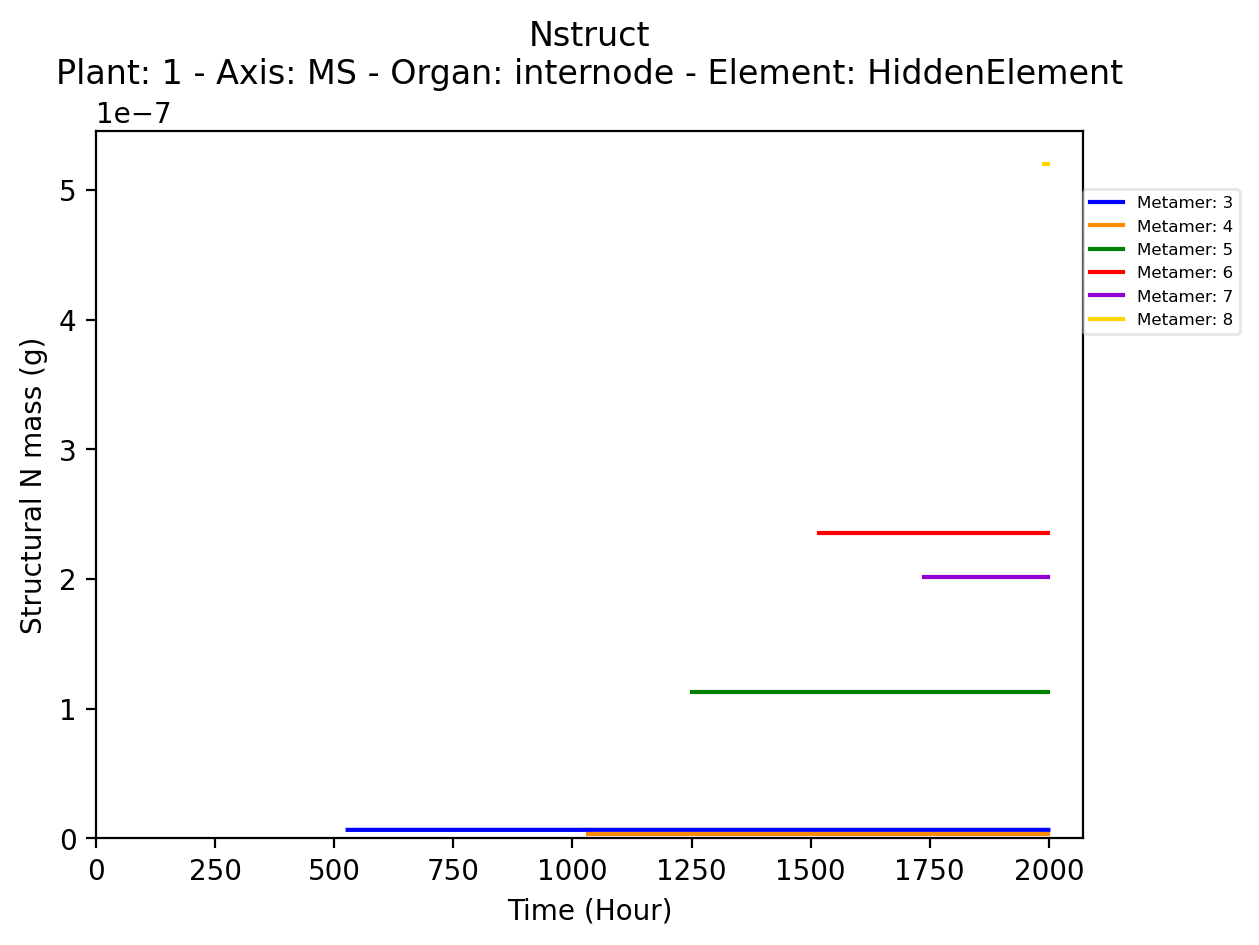 Nstruct
Plant: 1 - Axis: MS - Organ: internode - Element: HiddenElement
1e−7
5
4
3
2
1
0
Structural N mass (g)
0 250 500 750 1000 1250 1500 1750 2000
Time (Hour)
Metamer: 3
Metamer: 4
Metamer: 5
Metamer: 6
Metamer: 7
Metamer: 8